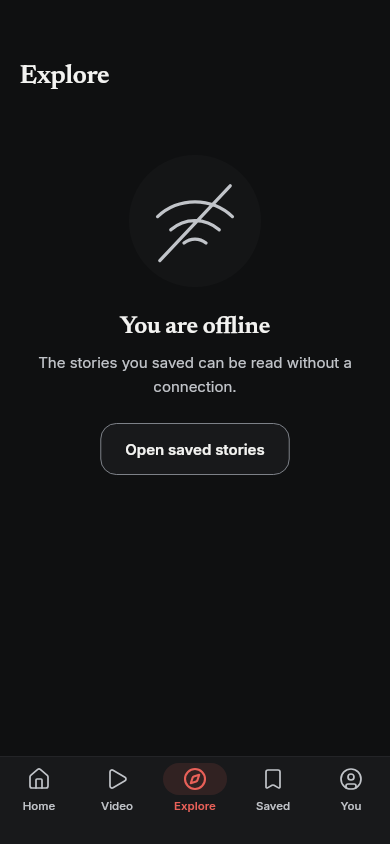 Explore
You are offline
The stories you saved can be read without a
connection.
Open saved stories
Home
Video
Explore
Saved
You